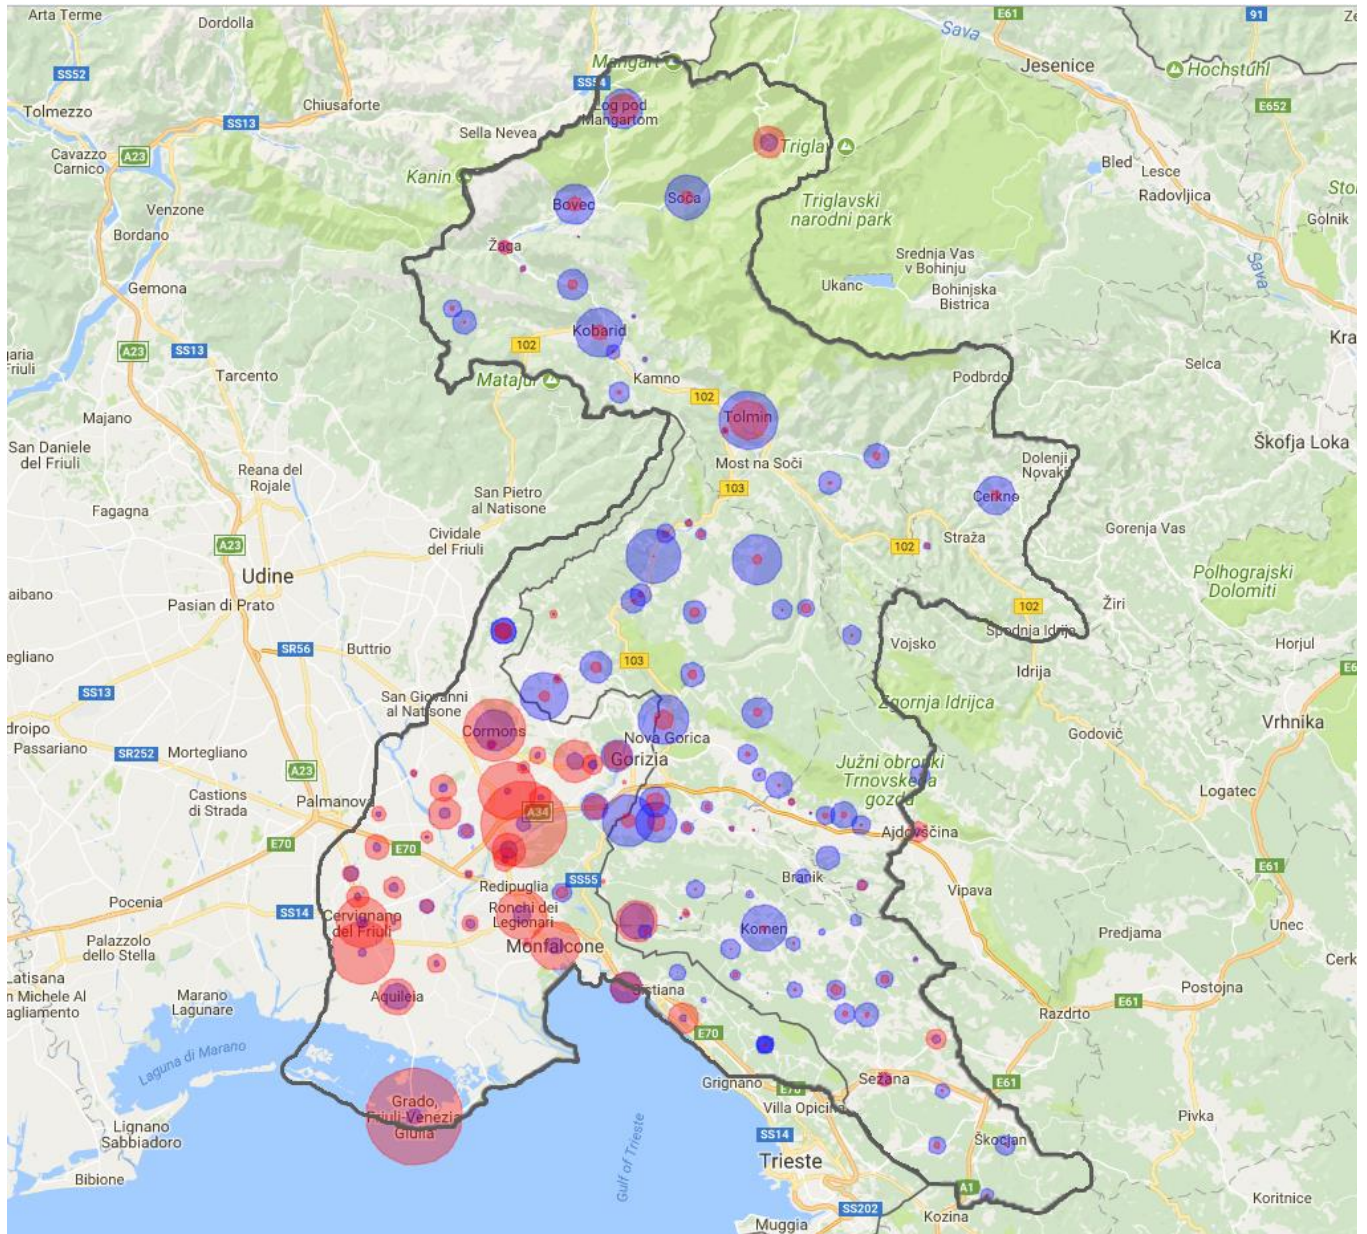 Arta Terme
Dordolla
E61
91
Sava
Jesenice
Hochstuhl
Mangart
SS52
SS54
Tolmezzo
Chiusaforte
Log pod
Mangartom
E652
SS13
Sella Nevea
Cavazzo
Carnico
A23
Triglav
Bled
Lesce
Radovljica
Kanin
Venzone
Bovec
Soča
Triglavski
narodni park
Golnik
Bordano
Žaga
Srednja Vas
v Bohinju
Sava
Gemona
Ukanc
Bohinjska
Bistrica
Kobarid
A23
SS13
102
Kra
Selca
Tarcento
Matajur
Kamno
Podbrdo
102
Majano
Tolmin
San Daniele
del Friuli
Škofja Loka
Reana del
Rojale
Most na Soči
Dolenji
Novaki
103
San Pietro
al Natisone
Cerkno
Fagagna
Cividale
del Friuli
Gorenja Vas
Straža
A23
102
Udine
Polhograjski
Dolomiti
Pasian di Prato
Žiri
102
Spodnja Idrija
SR56
Buttrio
Vojsko
Horjul
103
Idrija
SS13
San Giovanni
al Natisone
Zgornja Idrijca
Cormons
Nova Gorica
Vrhnika
Passariano
SR252
Mortegliano
Godovič
Gorizia
Južni obronki
Trnovskega
gozda
A23
Castions
di Strada
Palmanova
Logatec
A34
Ajdovščina
E70
E70
E61
Redipuglia
SS55
Branik
Vipava
Pocenia
SS14
Cervignano
del Friuli
Ronchi dei
Legionari
Komen
Unec
Predjama
Palazzolo
dello Stella
Monfalcone
Latisana
Marano
Lagunare
Aquileia
Sistiana
Postojna
E61
Razdrto
E70
Laguna di Marano
Grignano
Sežana
E61
Grado,
Friuli-Venezia
Giulia
E70
Villa Opicina
Pivka
Lignano
Sabbiadoro
SS14
Škocjan
Gulf of Trieste
Trieste
Bibione
A1
Koritnice
SS202
Kozina
Muggia